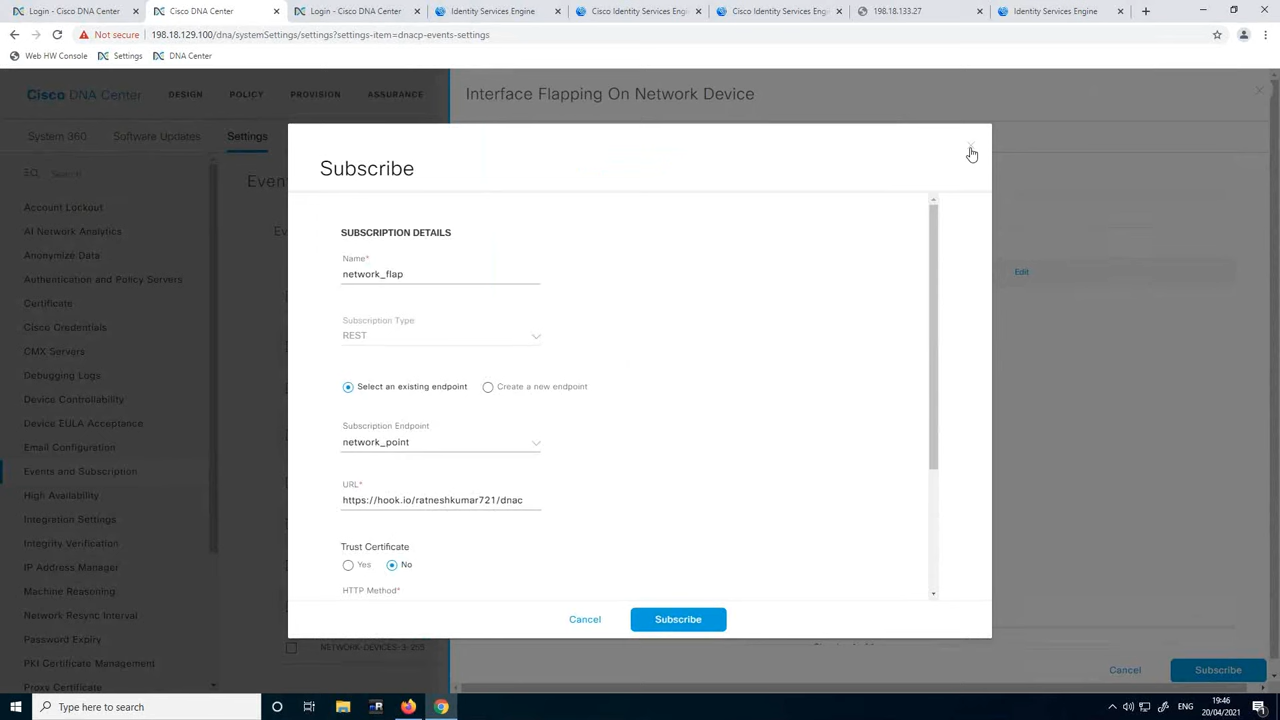 Login - Cisco DNA Center
Cisco DNA Center
Login - Cisco DNA Center
Identity Services Engine
Cisco Identity Services Engin
Cisco Identity Services Engin
198.18.133.27
Identity Services Engine
Not secure
198.18.129.100/dna/systemSettings/settings?settings-item=dnacp-events-settings
Web HW Console
Settings
DNA Center
Cisco DNA Center
DESIGN
POLICY
PROVISION
ASSURANCE
Interface Flapping On Network Device
System 360
Software Updates
Settings
Search
Account Lockout
AI Network Analytics
Anonymize Data
Authentication and Policy Servers
Certificate
Cisco Credentials
CMX Servers
Debugging Logs
Device Controllability
Device EULA Acceptance
Email Configuration
Events and Subscription
High Availability
Integration Settings
Integrity Verification
IP Address Manager
Machine Reasoning
Network Resync Interval
Password Expiry
PKI Certificate Management
Proxy Certificate
Subscribe
SUBSCRIPTION DETAILS
Name*
network_flap
Subscription Type
REST
Select an existing endpoint
Create a new endpoint
Subscription Endpoint
network_point
URL*
https://hook.io/ratneshkumar721/dnac
Trust Certificate
Yes
No
HTTP Method*
Cancel
Subscribe
Edit
NETWORK-DEVICES-3-255
Cancel
Subscribe
Type here to search
ENG
19:46
20/04/2021